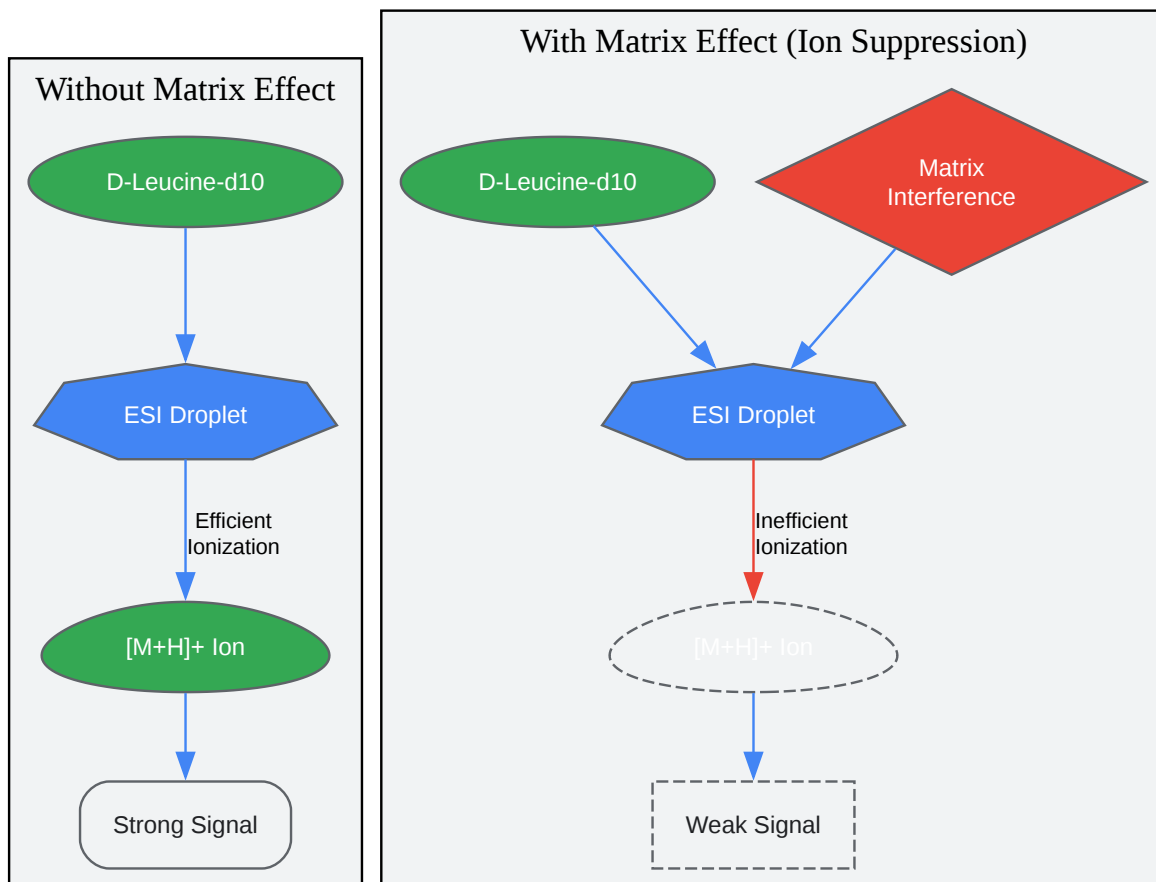 Without Matrix Effect
D-Leucine-d10
ESI Droplet
Efficient
Ionization
[M+H]+ Ion
Strong Signal
With Matrix Effect (Ion Suppression)
D-Leucine-d10
Matrix
Interference
ESI Droplet
Inefficient
Ionization
[M+H]+ Ion
Weak Signal